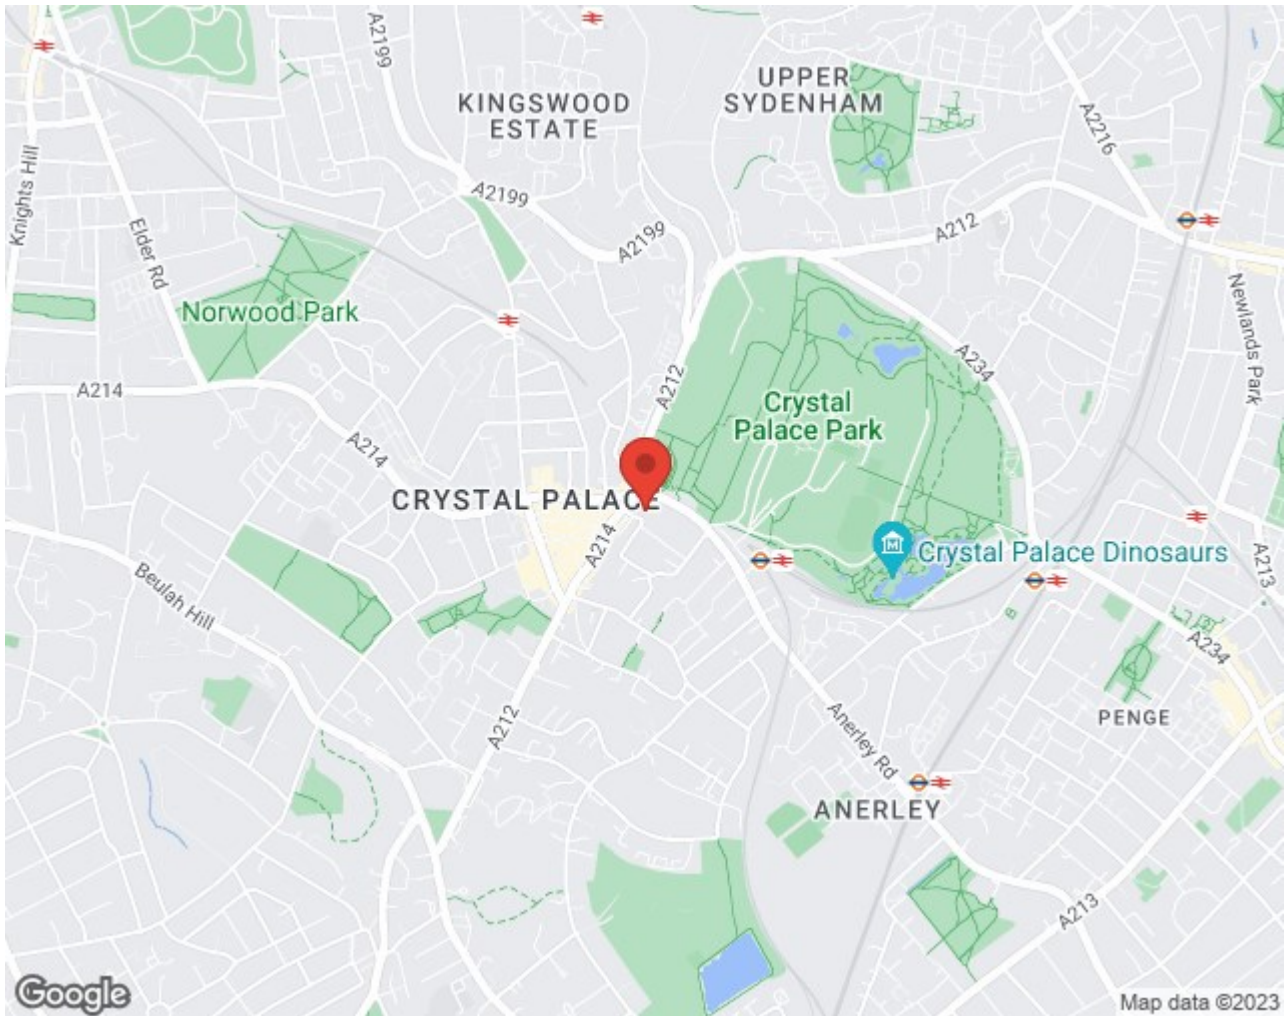 A2199
UPPER
SYDENHAM
KINGSWOOD
ESTATE
A2216
Knights Hill
A2199
Elder Rd
A2199
A212
Newlands Park
Norwood Park
A234
A214
A212
Crystal
Palace Park
A214
CRYSTAL PALACE
A214
Crystal Palace Dinosaurs
A213
Beulah Hill
A234
A212
PENGE
Anerley Rd
ANERLEY
A213
Google
Map data ©2023